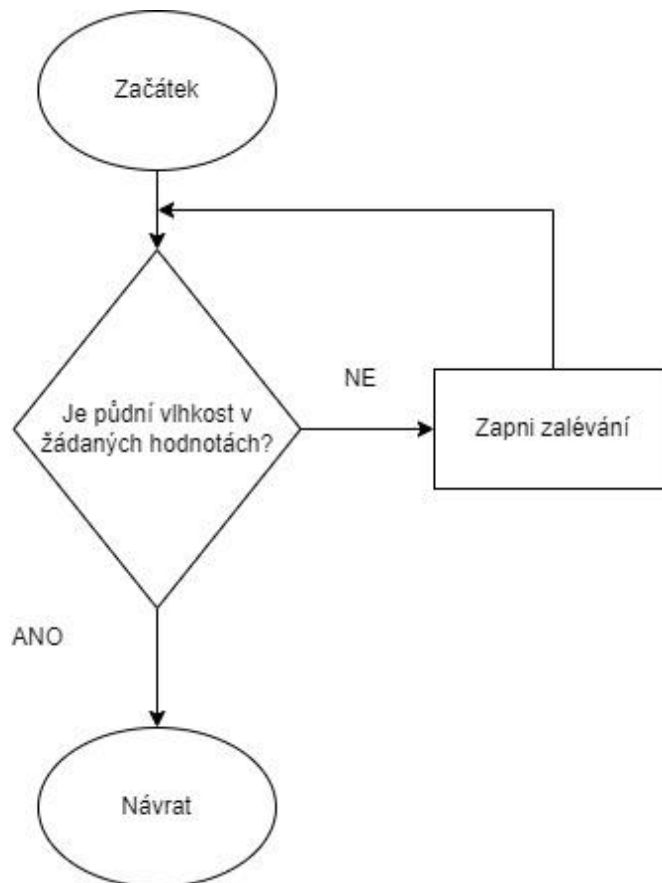 Začátek
Je půdní vlhkost v
žádaných hodnotách?
NE
Zapni zalévání
ANO
Návrat